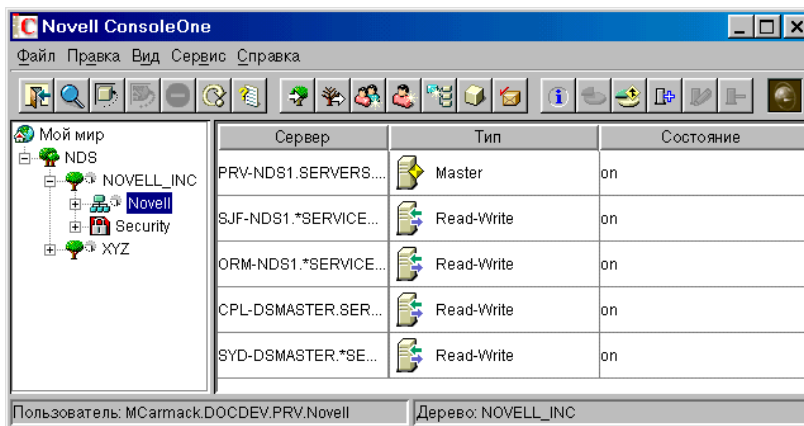 Novell ConsoleOne
Файл Правка Вид Сервис Справка
Мой мир
NDS
NOVELL_INC
Novell
Security
XYZ
Сервер Тип Состояние
PRV-NDS1.SERVERS.... Master on
SJF-NDS1.*SERVICE... Read-Write on
ORM-NDS1.*SERVICE... Read-Write on
CPL-DSMASTER.SER... Read-Write on
SYD-DSMASTER.*SE... Read-Write on
Пользователь: MCarmack.DOCDEV.PRV.Novell Дерево: NOVELL_INC